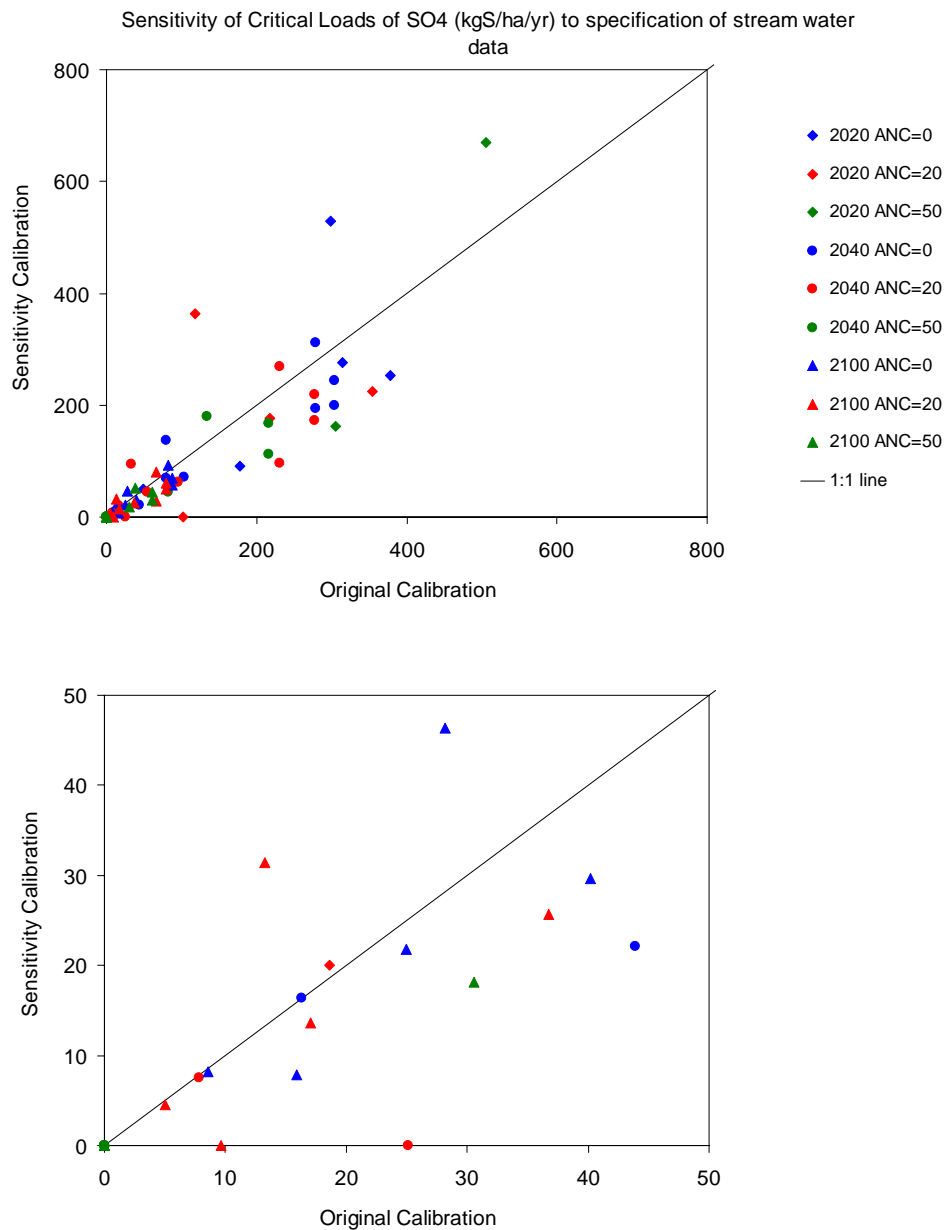 Sensitivity of Critical Loads of SO4 (kgS/ha/yr) to specification of stream water
data
800
600
400
200
0
0 200 400 600 800
Sensitivity Calibration
Original Calibration
2020 ANC=0
2020 ANC=20
2020 ANC=50
2040 ANC=0
2040 ANC=20
2040 ANC=50
2100 ANC=0
2100 ANC=20
2100 ANC=50
1:1 line
50
40
30
20
10
0
0 10 20 30 40 50
Sensitivity Calibration
Original Calibration